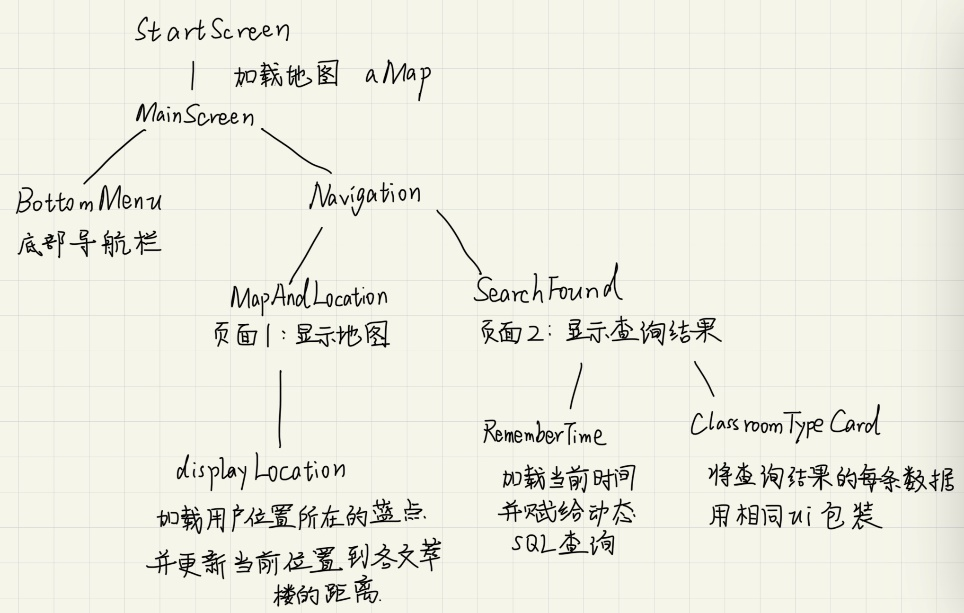 StartScreen
加载地图 aMap
MainScreen
BottomMenu
底部导航栏
Navigation
MapAndLocation
页面1:显示地图
SearchFound
页面2:显示查询结果
displayLocation
加载用户位置所在的蓝点
并更新当前位置到各文萃
楼的距离.
RememberTime
加载当前时间
并赋给动态
SQL查询
ClassroomTypeCard
将查询结果的每条数据
用相同ui包装